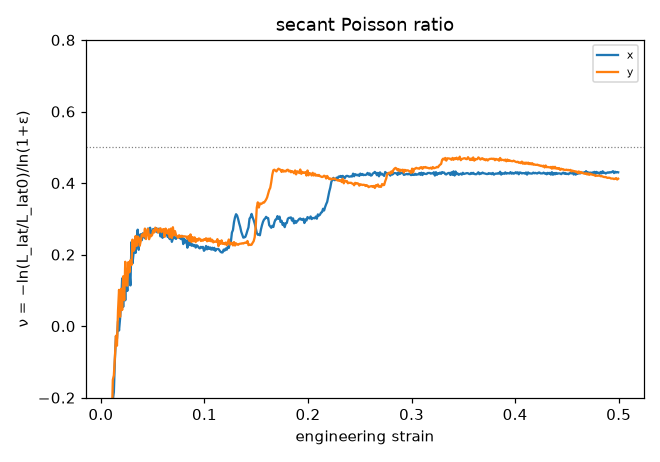 secant Poisson ratio
ν = −ln(L_lat/L_lat0)/ln(1+ε)
0.8
0.6
0.4
0.2
0.0
−0.2
x
y
0.0 0.1 0.2 0.3 0.4 0.5
engineering strain